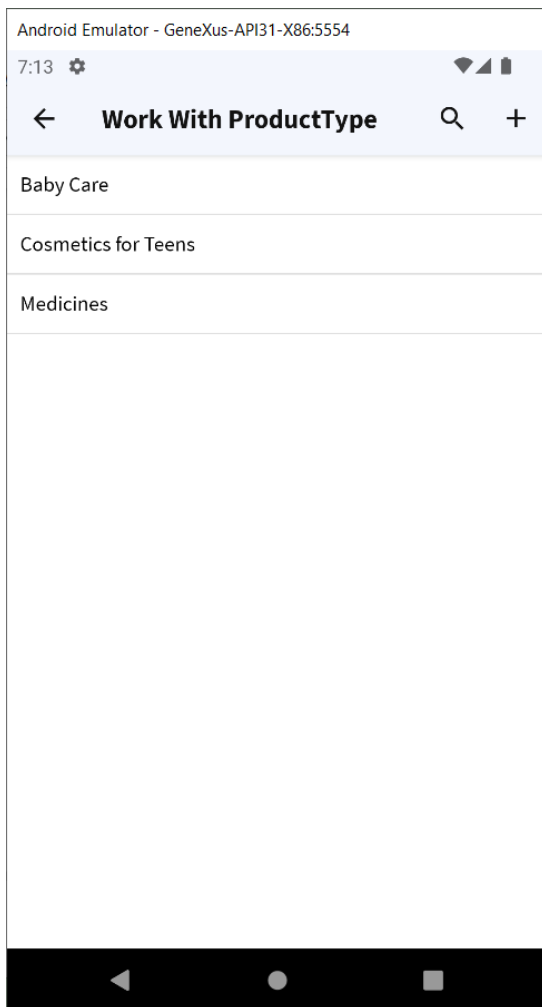 Android Emulator - GeneXus-API31-X86:5554
7:13
Work With ProductType
Baby Care
Cosmetics for Teens
Medicines